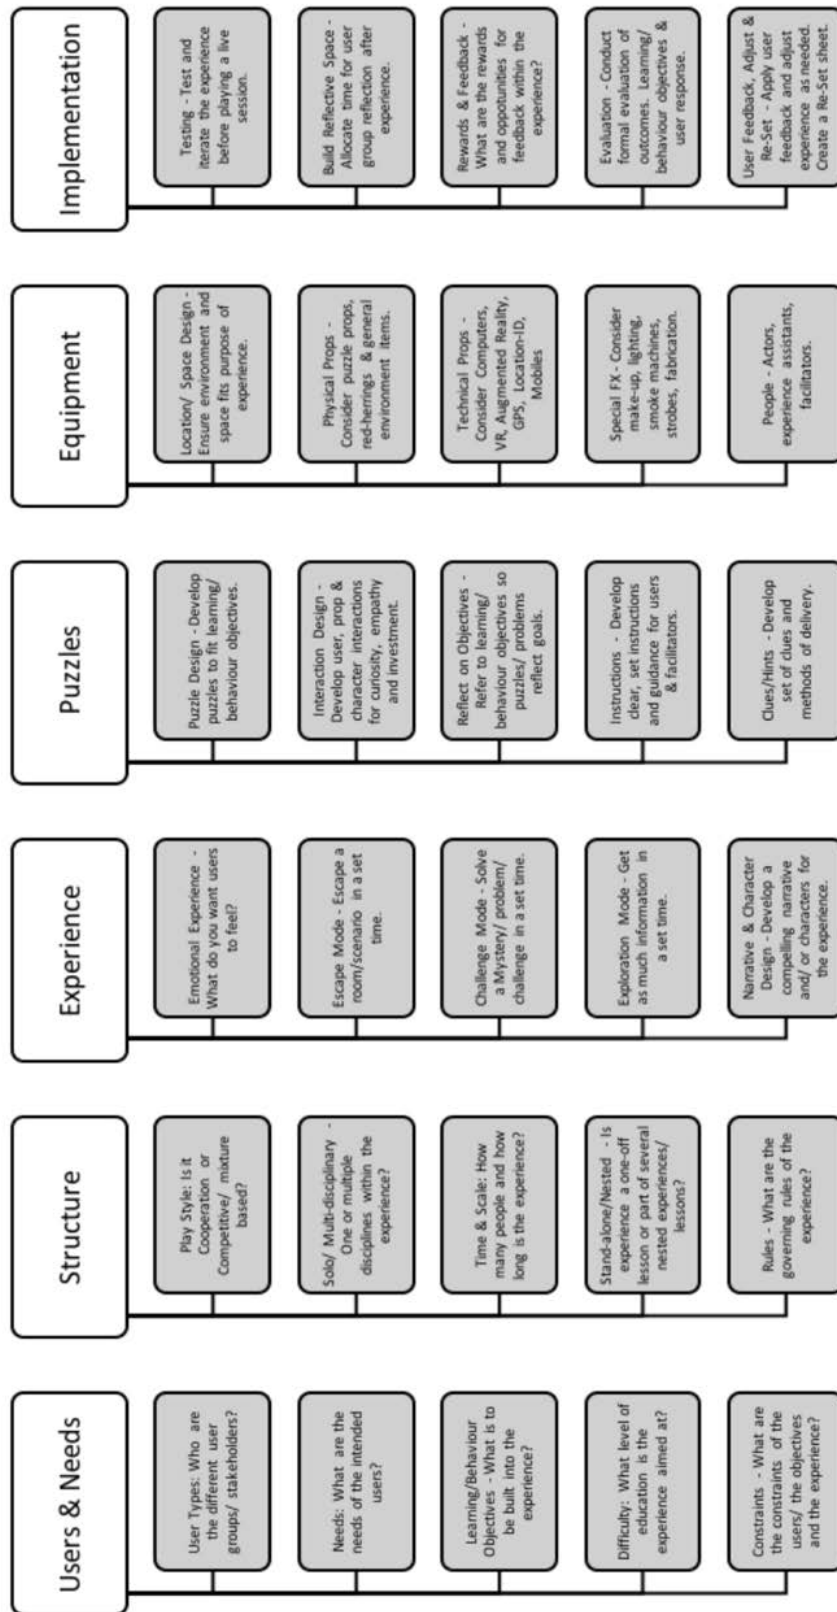 Users & Needs
User Types: Who are
the different user
groups/ stakeholders?
Needs: What are the
needs of the intended
users?
Learning/Behaviour
Objectives - What is to
be built into the
experience?
Difficulty: What level of
education is the
experience aimed at?
Constraints - What are
the constraints of the
users/ the objectives
and the experience?
Structure
Play Style: Is it
Cooperation or
Competitive/ mixture
based?
Solo/ Multi-disciplinary -
One or multiple
disciplines within the
experience?
Time & Scale: How
many people and how
long is the experience?
Stand-alone/Nested - Is
experience a one-off
lesson or part of several
nested experiences/
lessons?
Rules - What are the
governing rules of the
experience?
Experience
Emotional Experience -
What do you want users
to feel?
Escape Mode - Escape a
room/scenario in a set
time.
Challenge Mode - Solve
a Mystery/ problem/
challenge in a set time.
Exploration Mode - Get
as much information in
a set time.
Narrative & Character
Design - Develop a
compelling narrative
and/ or characters for
the experience.
Puzzles
Puzzle Design - Develop
puzzles to fit learning/
behaviour objectives.
Interaction Design -
Develop user, prop &
character interactions
for curiosity, empathy
and investment.
Reflect on Objectives -
Refer to learning/
behaviour objectives so
puzzles/ problems
reflect goals.
Instructions - Develop
clear, set instructions
and guidance for users
& facilitators.
Clues/Hints - Develop
set of clues and
methods of delivery.
Equipment
Location/ Space Design -
Ensure environment and
space fits purpose of
experience.
Physical Props -
Consider puzzle props,
red-herrings & general
environment items.
Technical Props -
Consider Computers,
VR, Augmented Reality,
GPS, Location-ID,
Mobiles
Special FX - Consider
make-up, lighting,
smoke machines,
strobes, fabrication.
People - Actors,
experience assistants,
facilitators.
Implementation
Testing - Test and
iterate the experience
before playing a live
session.
Build Reflective Space -
Allocate time for user
group reflection after
experience.
Rewards & Feedback -
What are the rewards
and oppotunities for
feedback within the
experience?
Evaluation - Conduct
formal evaluation of
outcomes. Learning/
behaviour objectives &
user response.
User Feedback, Adjust &
Re-Set - Apply user
feedback and adjust
experience as needed.
Create a Re-Set sheet.